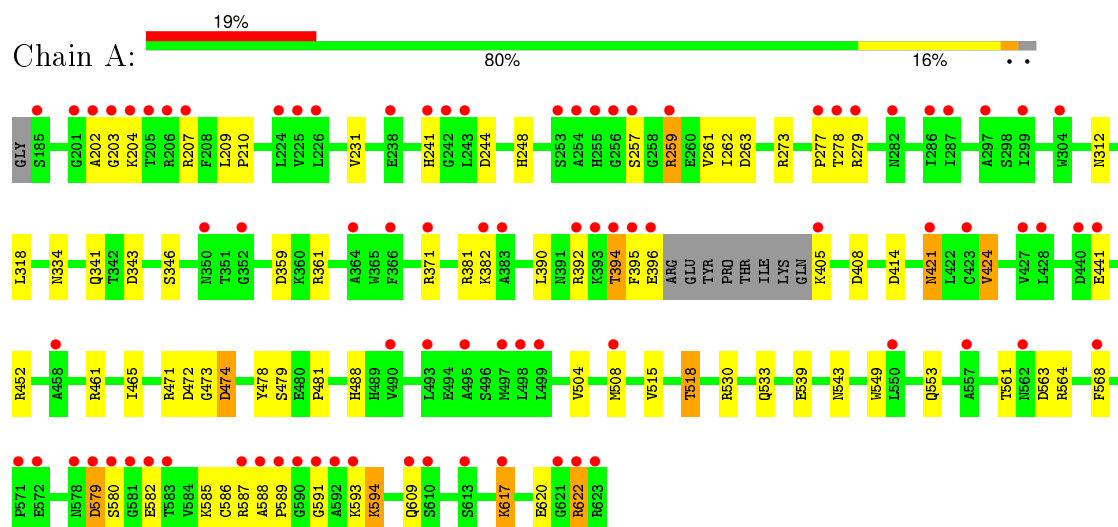 19%
Chain A:
80% 16% • •
GLY S185 G201 A202 G203 K204 T205 R206 R207 F208 L209 P210 L224 V225 L226 V231 E238 H241 G242 L243 D244 H248 S253 A254 H255 G256 S257 G258 R259 E260 V261 I262 D263 R273 P277 T278 R279 N282 I286 I287 A297 S298 I299 W304 N312
L318 N334 Q341 T342 D343 S346 N350 T351 G352 D359 K360 R361 A364 W365 F366 R371 R381 K382 A383 L390 N391 R392 K393 T394 F395 E396 ARG GLU TYR PRO THR ILE LYS GLN K405 D408 D414 N421 L422 C423 V424 V427 L428 D440 E441
R452 A458 R461 I465 R471 D472 G473 D474 Y478 S479 E480 P481 H488 H489 V490 L493 E494 A495 S496 M497 L498 L499 V504 M508 V515 T518 R530 Q533 E539 N543 W549 L550 Q553 A557 T561 N562 D563 R564 F568
P571 E572 N578 D579 S580 G581 E582 T583 V584 K585 C586 R587 A588 P589 G590 G591 A592 K593 K594 Q609 S610 S613 K617 E620 G621 R622 R623